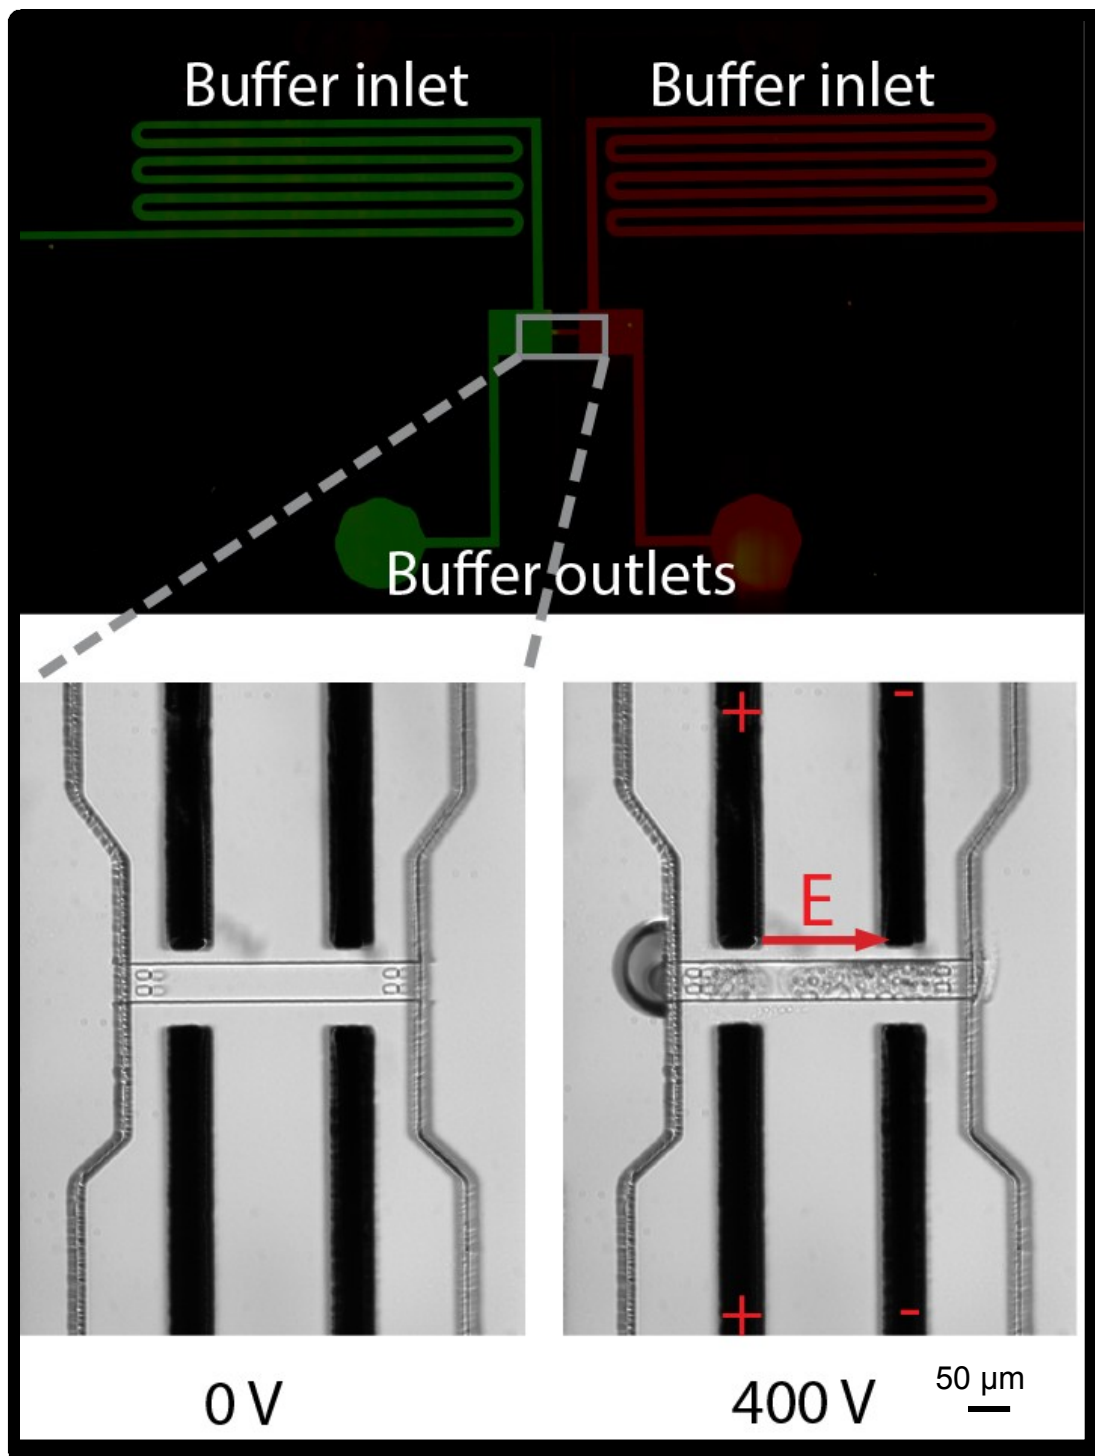 Buffer inlet
Buffer inlet
Buffer outlets
+
-
E
+
-
0 V
400 V
50 µm